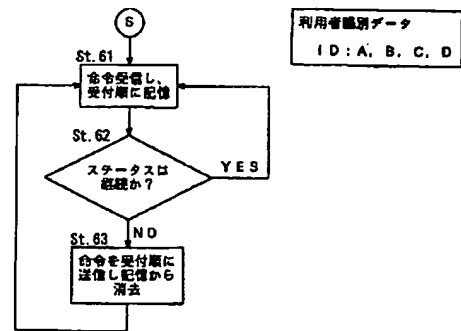 S
利用者識別データ
ID:A, B, C, D
St.61
命令受信し、
受付順に記憶
St.62
ステータスは
継続か?
YES
NO
St.63
命令を受付順に
送信し記憶から
消去